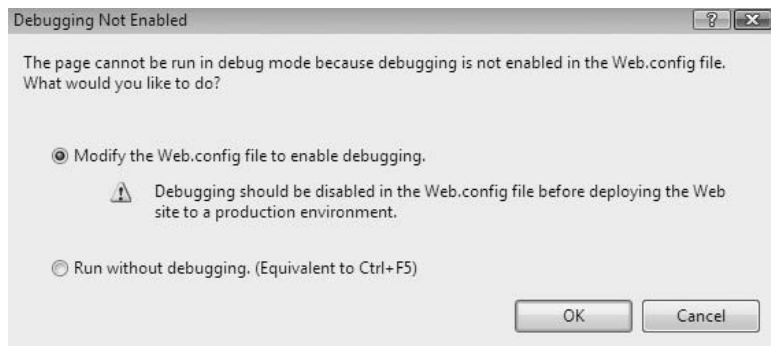 Debugging Not Enabled
The page cannot be run in debug mode because debugging is not enabled in the Web.config file.
What would you like to do?
Modify the Web.config file to enable debugging.
Debugging should be disabled in the Web.config file before deploying the Web
site to a production environment.
Run without debugging. (Equivalent to Ctrl+F5)
OK
Cancel